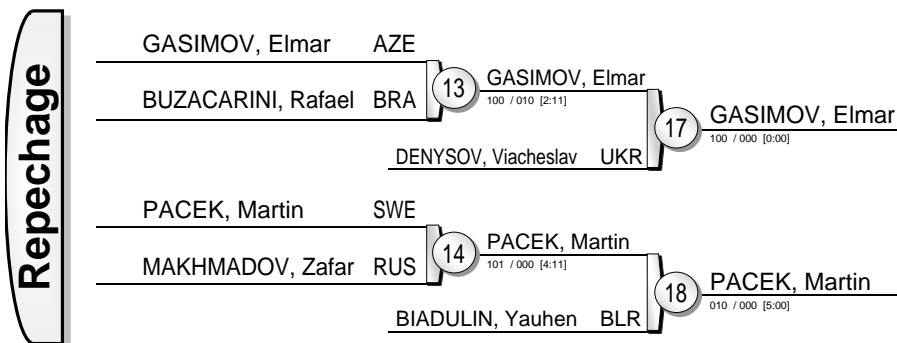 Repechage
GASIMOV, Elmar AZE
BUZACARINI, Rafael BRA
13
GASIMOV, Elmar
100 / 010 [2:11]
DENYSOV, Viacheslav UKR
17
GASIMOV, Elmar
100 / 000 [0:00]
PACEK, Martin SWE
MAKHMADOV, Zafar RUS
14
PACEK, Martin
101 / 000 [4:11]
BIADULIN, Yauhen BLR
18
PACEK, Martin
010 / 000 [5:00]